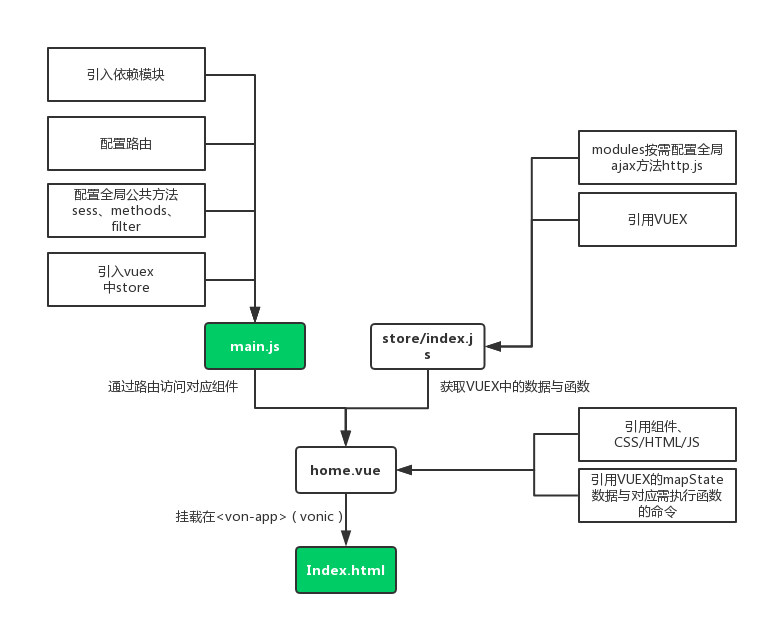 引入依赖模块
配置路由
配置全局公共方法
sess、methods、
filter
引入vuex
中store
modules按需配置全局
ajax方法http.js
引用VUEX
main.js
store/index.j
s
通过路由访问对应组件
获取VUEX中的数据与函数
引用组件、
CSS/HTML/JS
home.vue
引用VUEX的mapState
数据与对应需执行函数
的命令
挂载在<von-app>（vonic）
Index.html